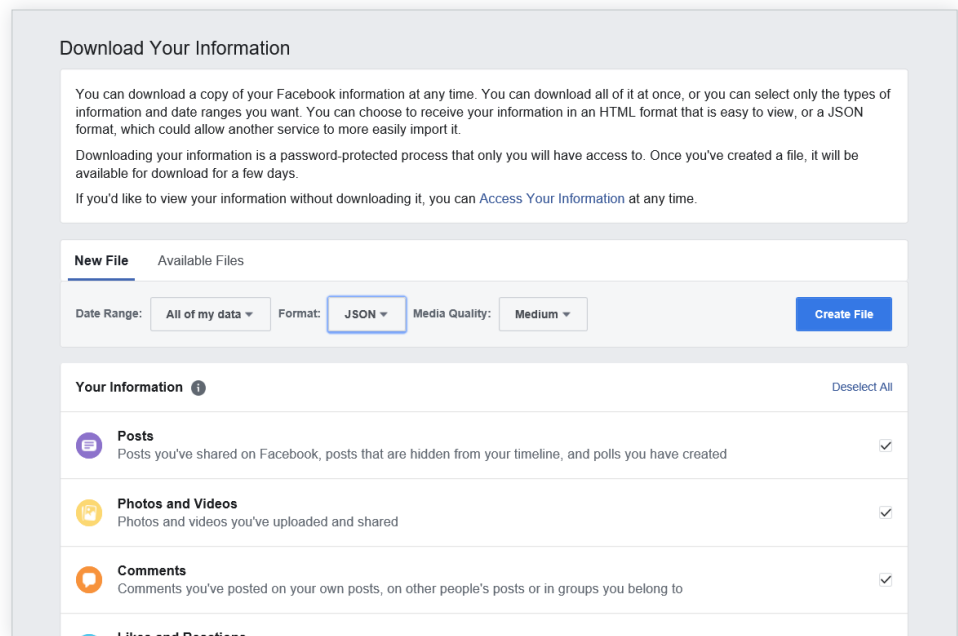 Download Your Information
You can download a copy of your Facebook information at any time. You can download all of it at once, or you can select only the types of
information and date ranges you want. You can choose to receive your information in an HTML format that is easy to view, or a JSON
format, which could allow another service to more easily import it.
Downloading your information is a password-protected process that only you will have access to. Once you've created a file, it will be
available for download for a few days.
If you'd like to view your information without downloading it, you can Access Your Information at any time.
New File Available Files
Date Range: All of my data Format: JSON Media Quality: Medium Create File
Your Information Deselect All
Posts
Posts you've shared on Facebook, posts that are hidden from your timeline, and polls you have created
Photos and Videos
Photos and videos you've uploaded and shared
Comments
Comments you've posted on your own posts, on other people's posts or in groups you belong to
Likes and Reactions